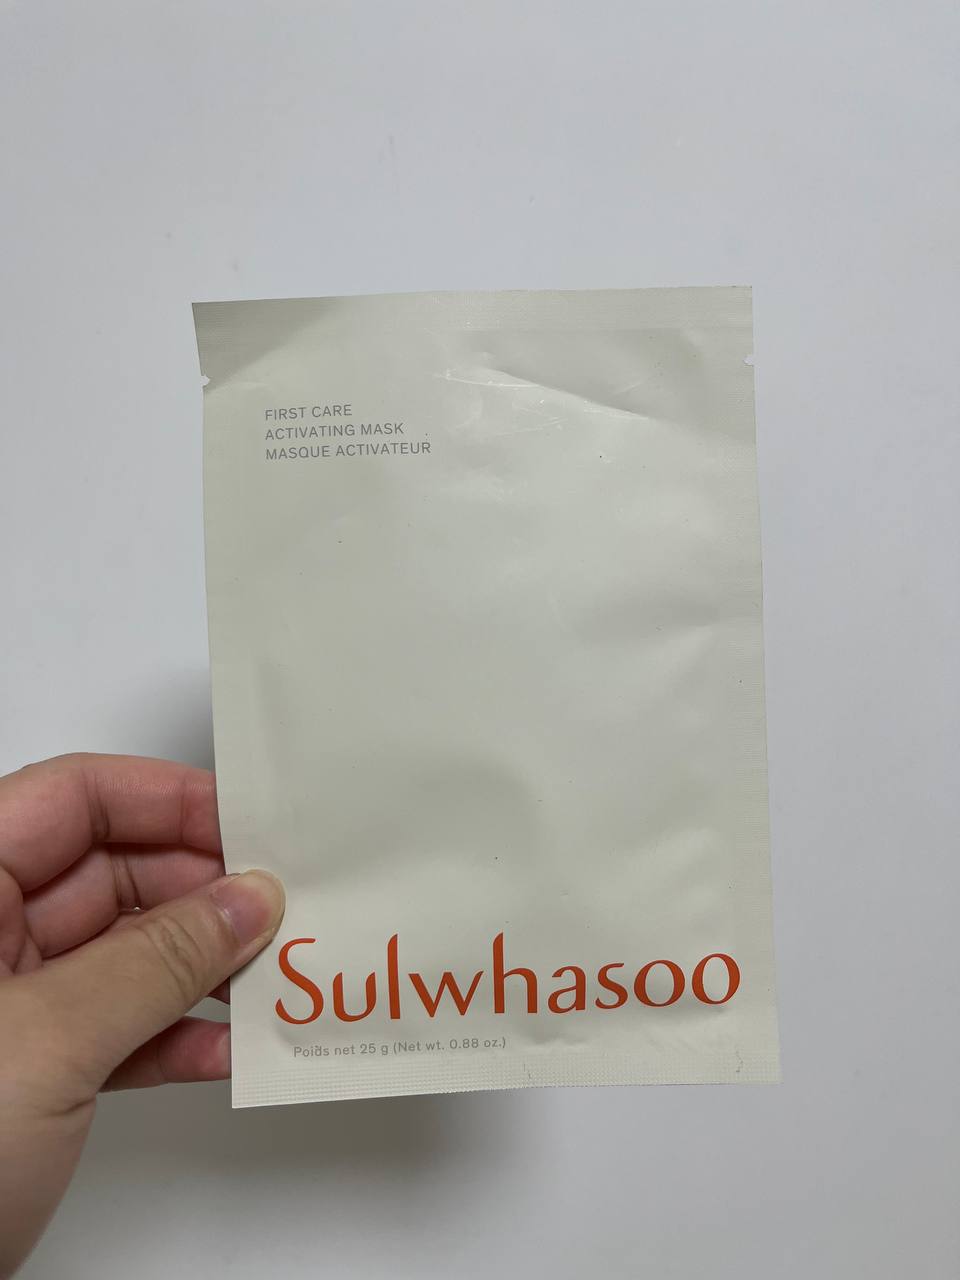 FIRST CARE
ACTIVATING MASK
MASQUE ACTIVATEUR
Sulwhasoo
Poids net 25 g (Net wt. 0.88 oz.)